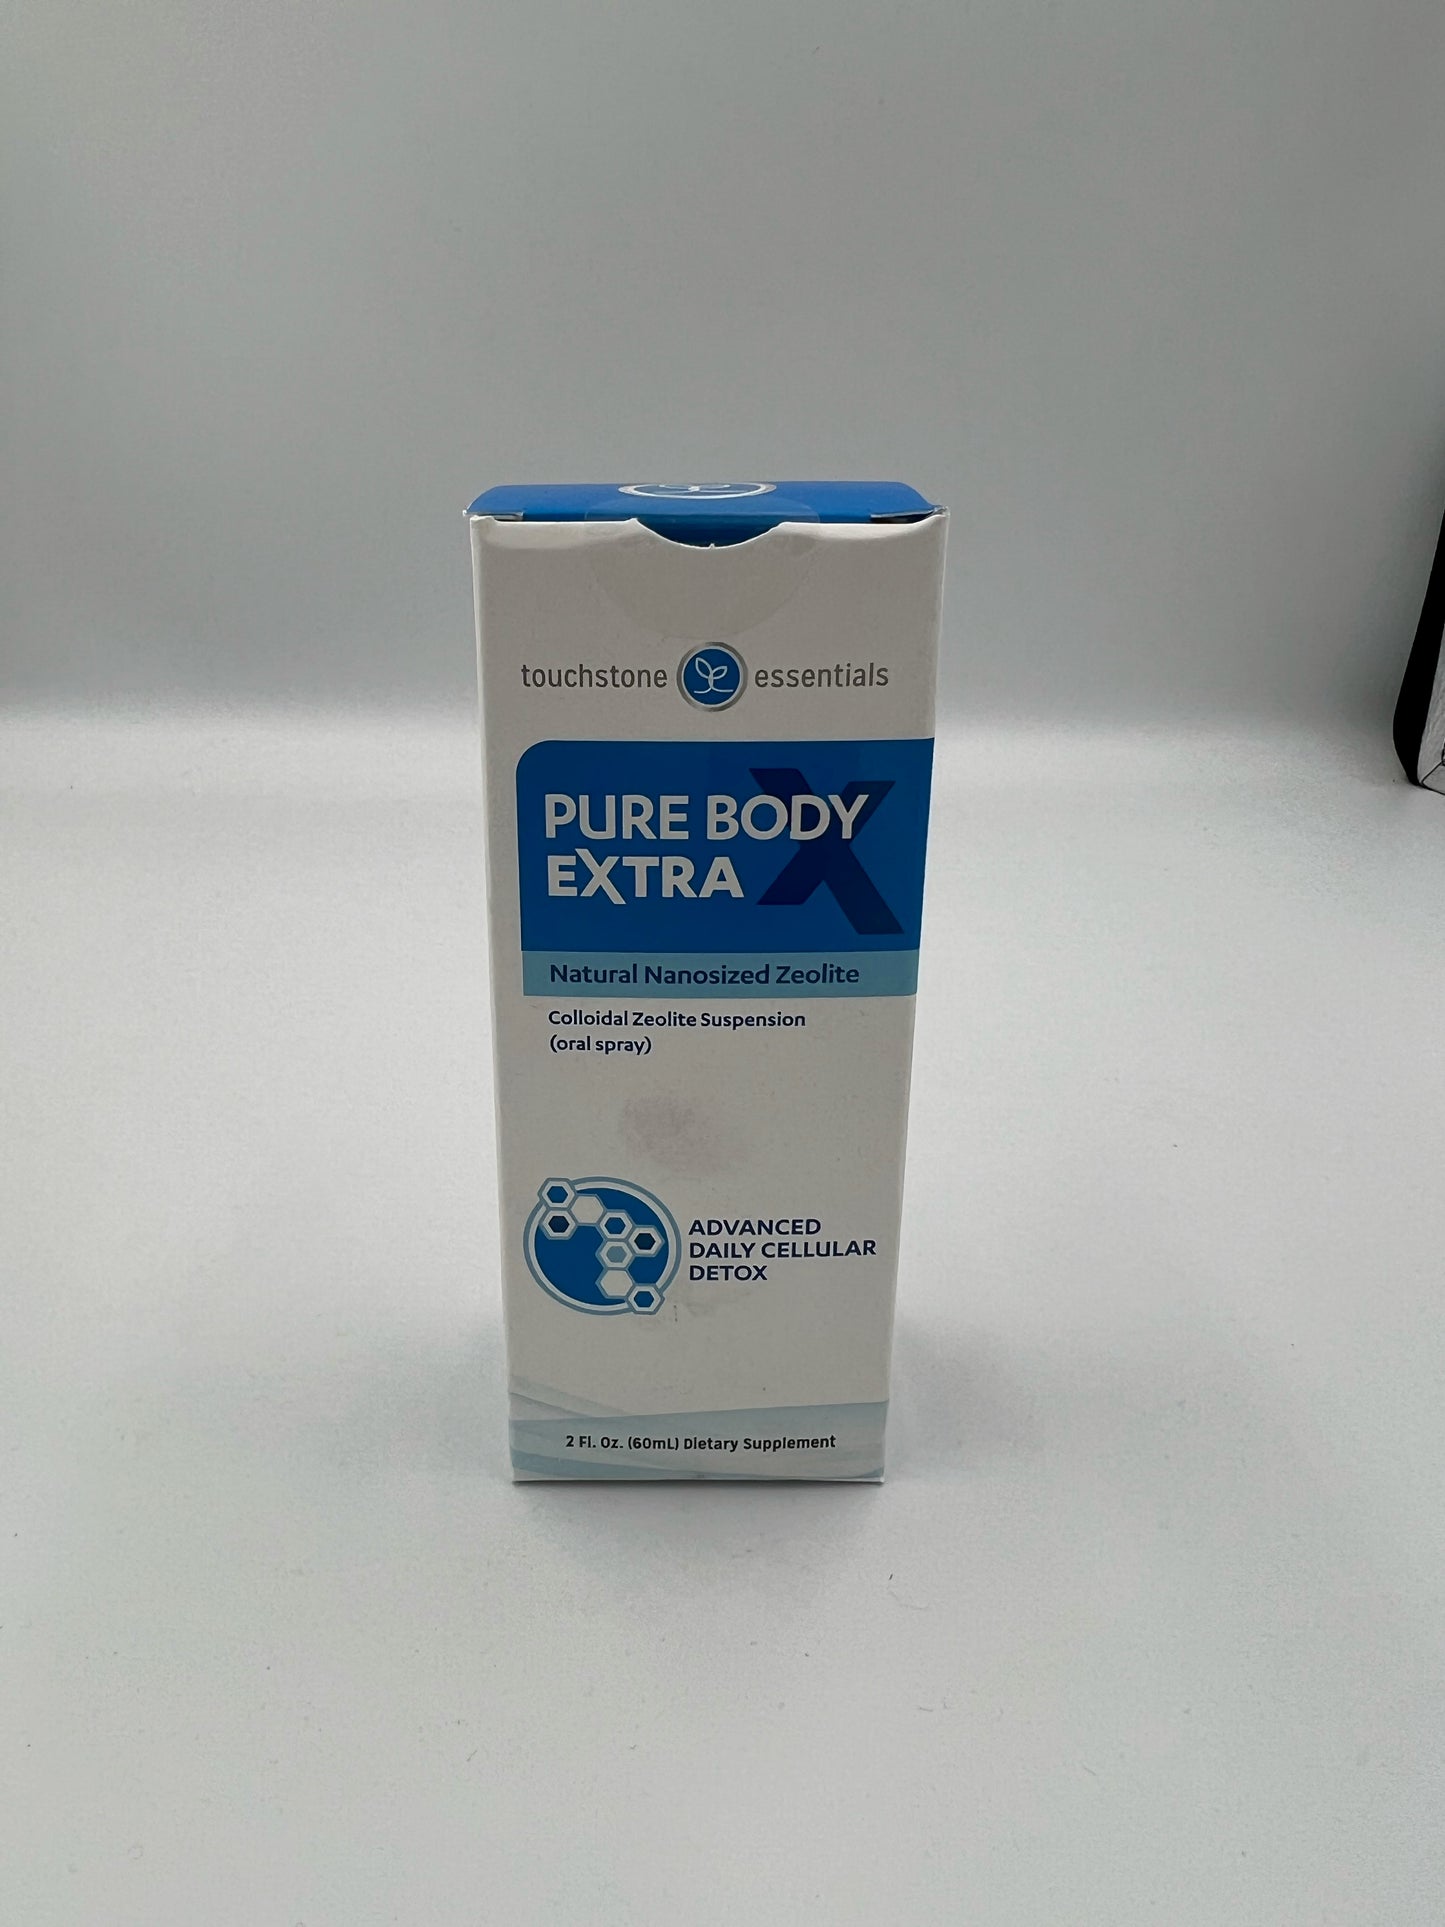 touchstone essentials
PURE BODY
EXTRA X
Natural Nanosized Zeolite
Colloidal Zeolite Suspension
(oral spray)
ADVANCED
DAILY CELLULAR
DETOX
2 Fl. Oz. (60mL) Dietary Supplement